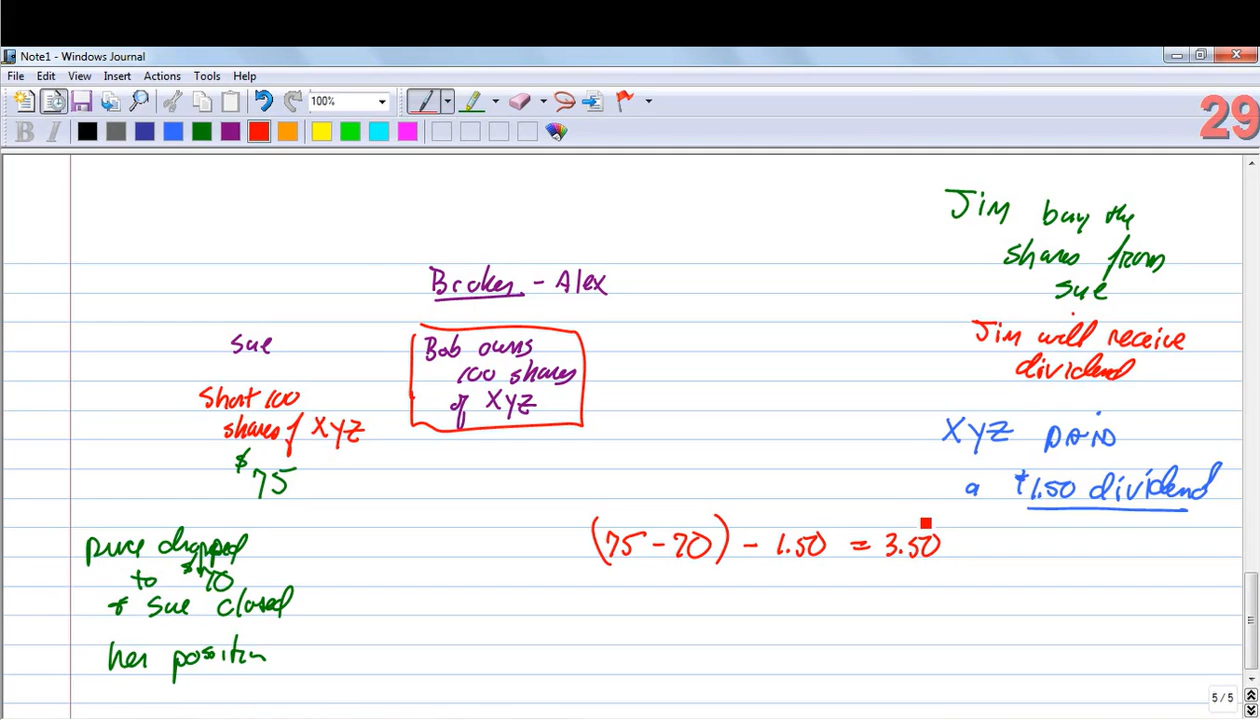 Note1 - Windows Journal
File Edit View Insert Actions Tools Help
100%
B I
29
Jim buy the
shares from
sue
Jim will receive
dividend
Broker - Alex
Bob owns
100 shares
of XYZ
sue
Short 100
shares of XYZ
$75
XYZ PAID
a $1.50 dividend
(75 - 70) - 1.50 = 3.50
price dropped
to $70
+ sue closed
her position
5 / 5